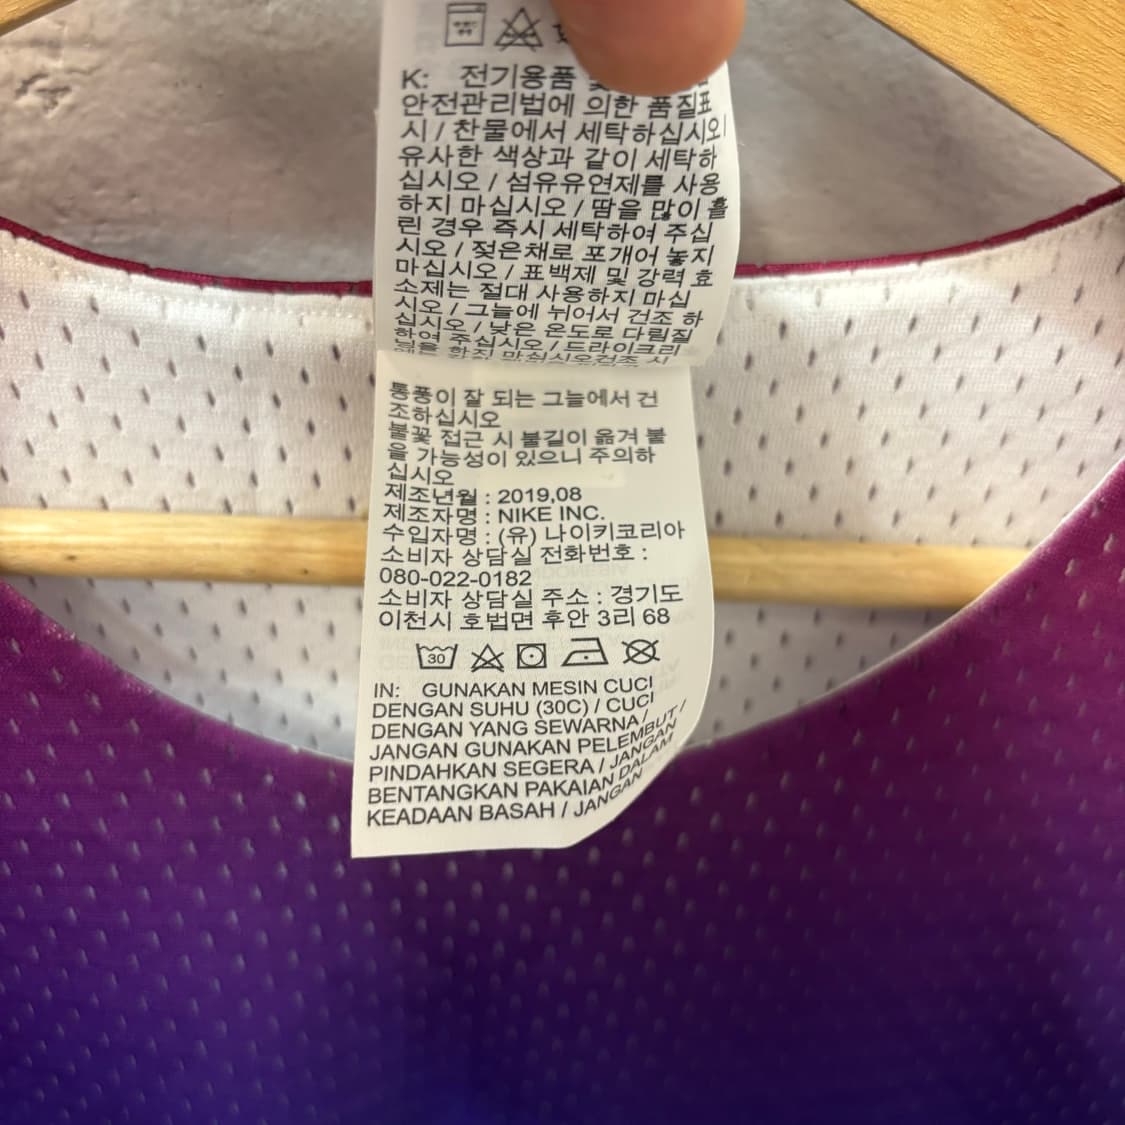 K: 전기용품
안전관리법에 의한 품질표
시 / 찬물에서 세탁하십시오
유사한 색상과 같이 세탁하
십시오 / 섬유유연제를 사용
하지 마십시오 / 땀을 많이 흘
린 경우 즉시 세탁하여 주십
시오 / 젖은채로 포개어 놓지
마십시오 / 표백제 및 강력 효
소제는 절대 사용하지 마십
시오 / 그늘에 뉘어서 건조 하
십시오 / 낮은 온도로 다림질
하여 주십시오 / 드라이크리
통풍이 잘 되는 그늘에서 건
조하십시오
불꽃 접근 시 불길이 옮겨 붙
을 가능성이 있으니 주의하
십시오
제조년월 : 2019,08
제조자명 : NIKE INC.
수입자명 : (유) 나이키코리아
소비자 상담실 전화번호 :
080-022-0182
소비자 상담실 주소 : 경기도
이천시 호법면 후안 3리 68
30
IN: GUNAKAN MESIN CUCI
DENGAN SUHU (30C) / CUCI
DENGAN YANG SEWARNA /
JANGAN GUNAKAN PELEMBUT /
PINDAHKAN SEGERA / JANGAN
BENTANGKAN PAKAIAN DALAM
KEADAAN BASAH / JANGAN